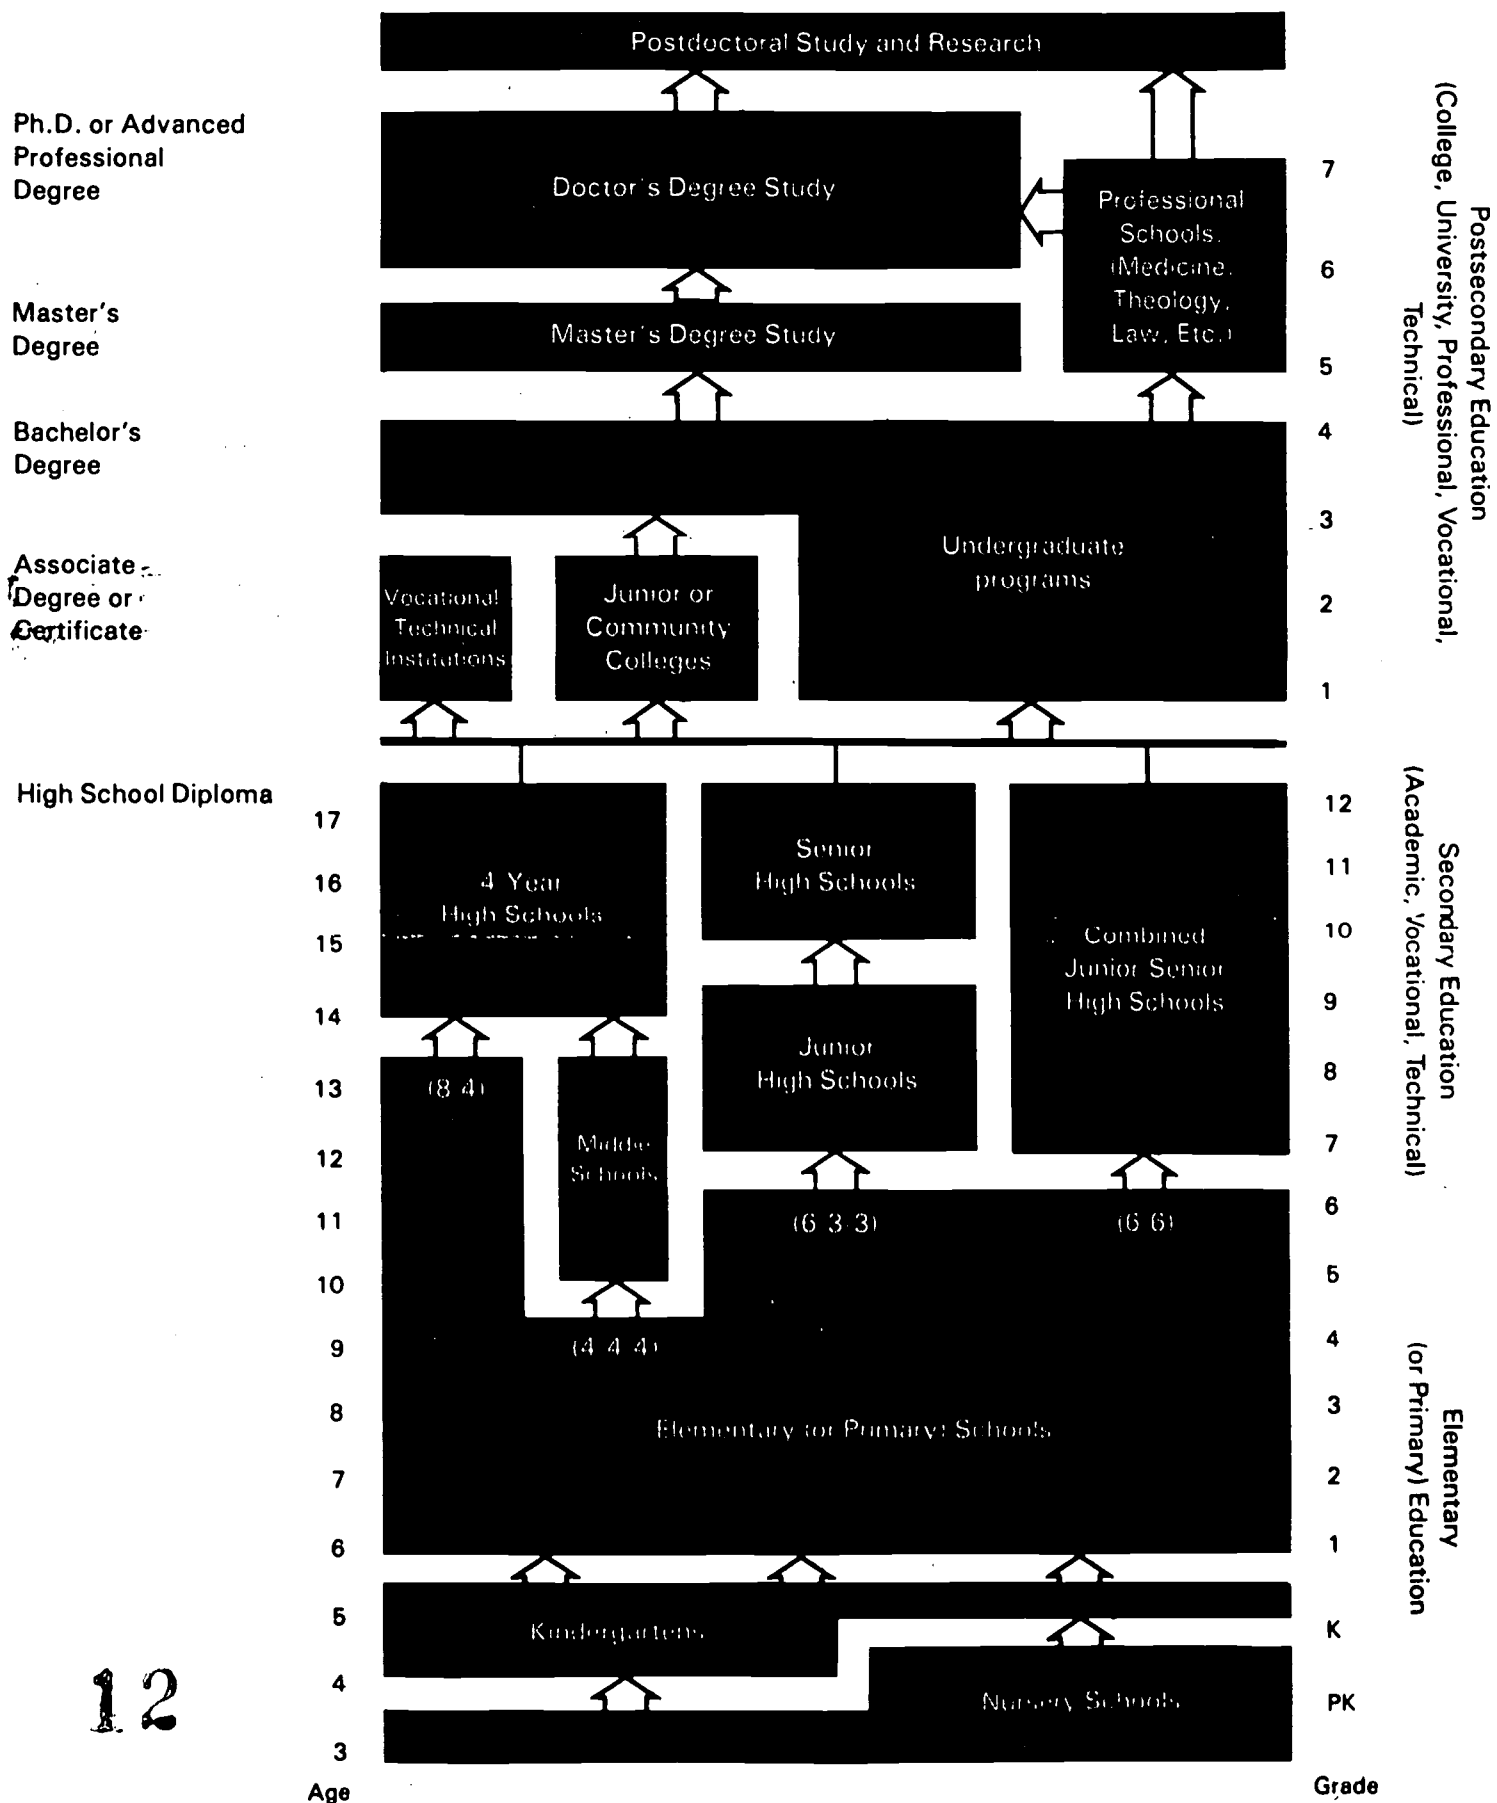 Postdoctoral Study and Research
Ph.D. or Advanced
Professional
Degree
Doctor's Degree Study
Professional
Schools.
(Medicine,
Theology,
Law, Etc.)
7
6
Master's
Degree
Master's Degree Study
5
Bachelor's
Degree
4
3
Undergraduate
programs
Associate
Degree or
Certificate
Vocational
Technical
Institutions
Junior or
Community
Colleges
2
1
Postsecondary Education
(College, University, Professional, Vocational,
Technical)
High School Diploma
17
16
15
14
13
12
11
10
9
8
7
6
5
4
3
Age
4 Year
High Schools
Senior
High Schools
Combined
Junior Senior
High Schools
Junior
High Schools
(8 4)
Middle
Schools
(6 3 3)
(6 6)
(4 4 4)
Elementary (or Primary) Schools
Kindergartens
Nursery Schools
12
11
10
9
8
7
6
5
4
3
2
1
K
PK
Grade
Secondary Education
(Academic, Vocational, Technical)
Elementary
(or Primary) Education
12